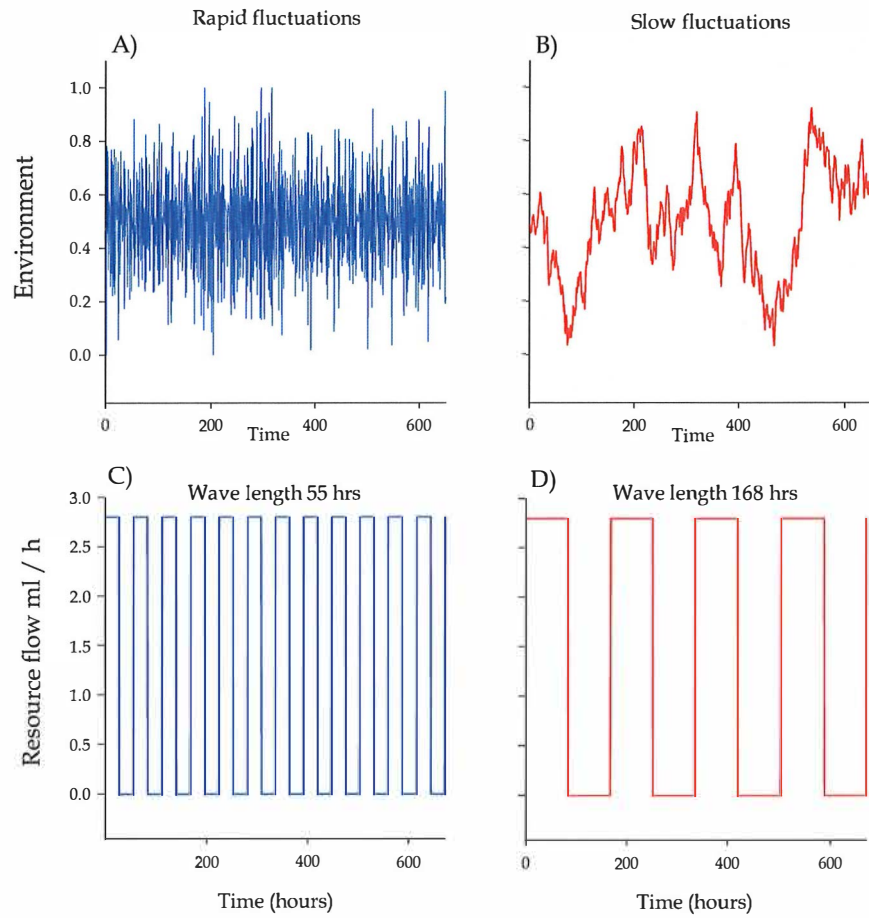 Rapid fluctuations
Slow fluctuations
A)
B)
Environment
1.0
0.8
0.6
0.4
0.2
0.0
0
200
400
600
Time
0
200
400
600
Time
C)
Wave length 55 hrs
D)
Wave length 168 hrs
Resource flow ml / h
3.0
2.5
2.0
1.5
1.0
0.5
0.0
200
400
600
Time (hours)
0
200
400
600
Time (hours)